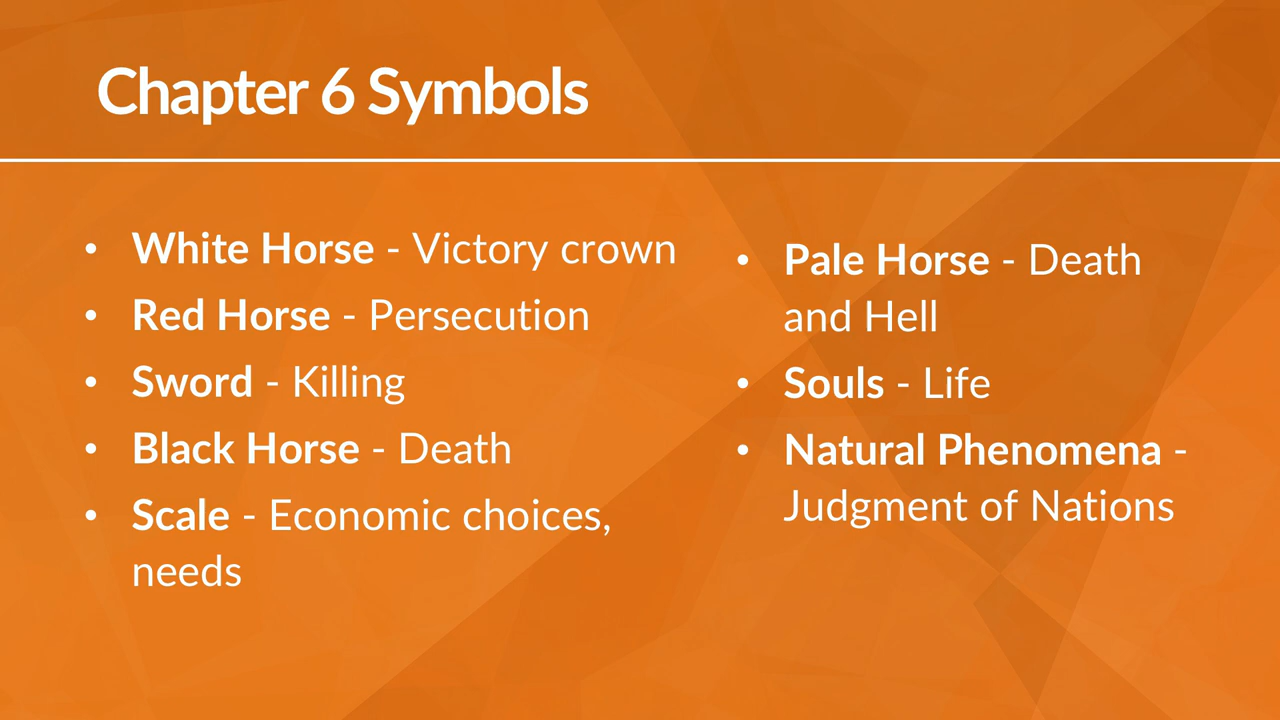 Chapter 6 Symbols
• White Horse - Victory crown
• Red Horse - Persecution
• Sword - Killing
• Black Horse - Death
• Scale - Economic choices,
needs
• Pale Horse - Death
and Hell
• Souls - Life
• Natural Phenomena -
Judgment of Nations